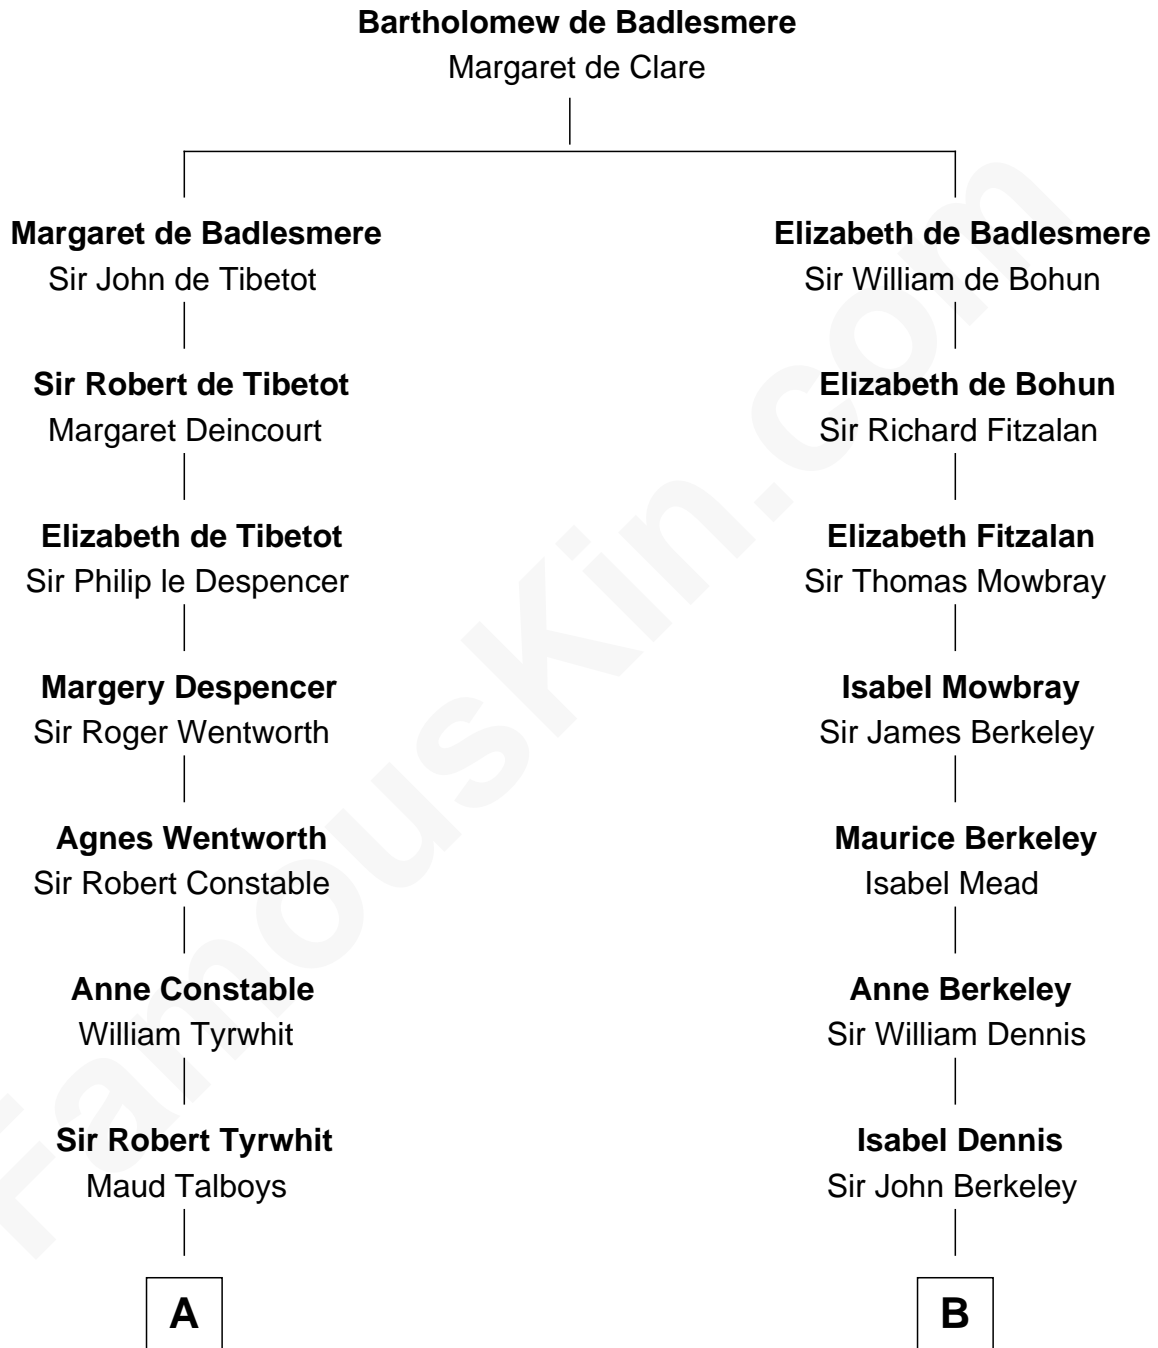 Bartholomew de Badlesmere
Margaret de Clare
Margaret de Badlesmere
Sir John de Tibetot
Elizabeth de Badlesmere
Sir William de Bohun
Sir Robert de Tibetot
Margaret Deincourt
Elizabeth de Bohun
Sir Richard Fitzalan
Elizabeth de Tibetot
Sir Philip le Despencer
Elizabeth Fitzalan
Sir Thomas Mowbray
Margery Despencer
Sir Roger Wentworth
Isabel Mowbray
Sir James Berkeley
Agnes Wentworth
Sir Robert Constable
Maurice Berkeley
Isabel Mead
Anne Constable
William Tyrwhit
Anne Berkeley
Sir William Dennis
Sir Robert Tyrwhit
Maud Talboys
Isabel Dennis
Sir John Berkeley
A
B
FamousKin.com